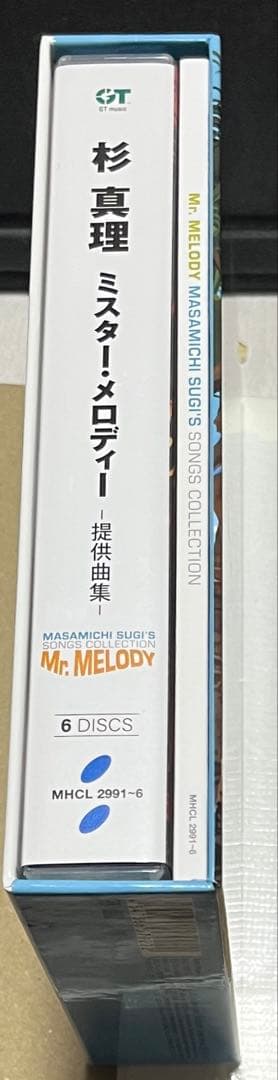 GT
GT music
杉 真理
ミスター・メロディー
-提供曲集-
MASAMICHI SUGI'S
SONGS COLLECTION
Mr. MELODY
6 DISCS
MHCL 2991~6
Mr. MELODY MASAMICHI SUGI'S SONGS COLLECTION
MHCL 2991~6